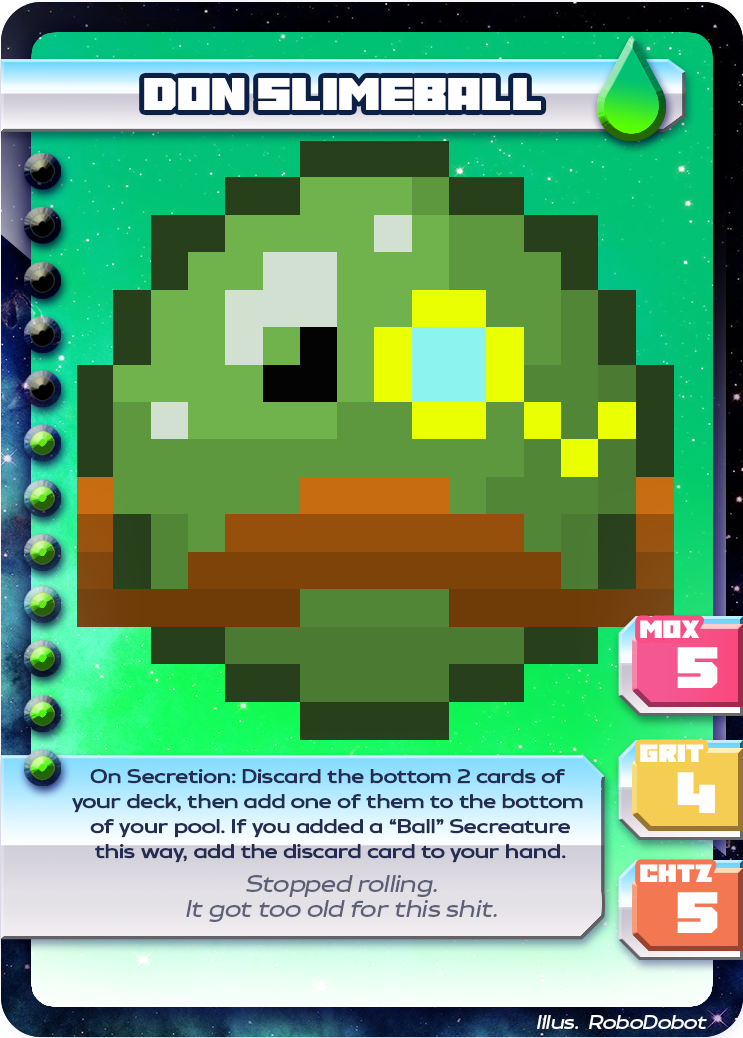 DON SLIMEBALL
MOX
5
GRIT
4
CHTZ
5
On Secretion: Discard the bottom 2 cards of
your deck, then add one of them to the bottom
of your pool. If you added a “Ball” Secreature
this way, add the discard card to your hand.
Stopped rolling.
It got too old for this shit.
Illus. RoboDobot